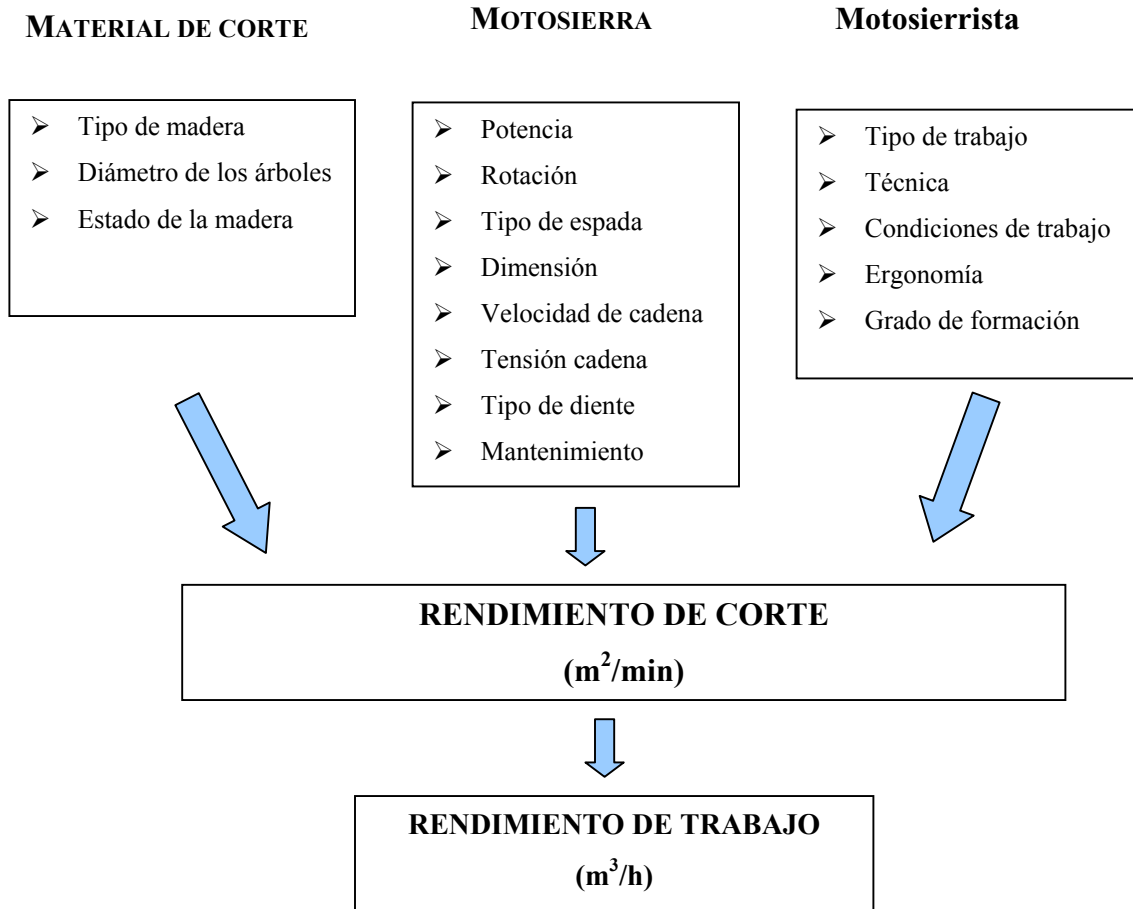 MATERIAL DE CORTE
➢ Tipo de madera
➢ Diámetro de los árboles
➢ Estado de la madera
MOTOSIERRA
➢ Potencia
➢ Rotación
➢ Tipo de espada
➢ Dimensión
➢ Velocidad de cadena
➢ Tensión cadena
➢ Tipo de diente
➢ Mantenimiento
Motosierrista
➢ Tipo de trabajo
➢ Técnica
➢ Condiciones de trabajo
➢ Ergonomía
➢ Grado de formación
RENDIMIENTO DE CORTE
(m²/min)
RENDIMIENTO DE TRABAJO
(m³/h)